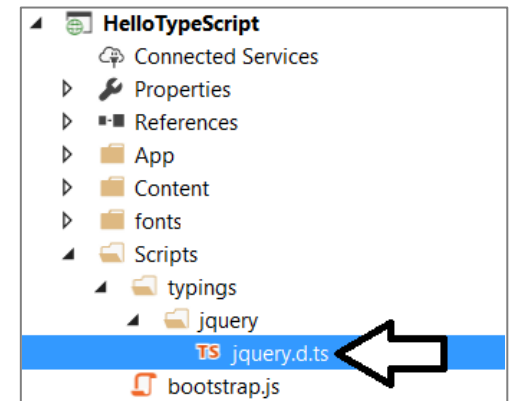 HelloTypeScript
Connected Services
Properties
References
App
Content
fonts
Scripts
typings
jquery
TS jquery.d.ts
bootstrap.js